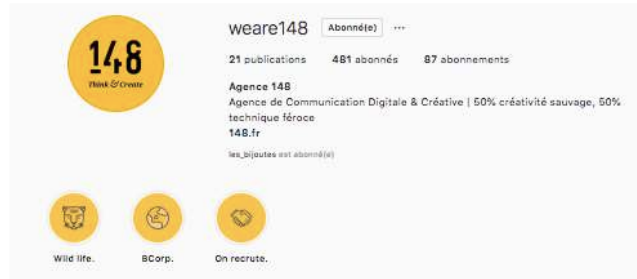 148
Think & Create
weare148 Abonné(e) ...
21 publications 481 abonnés 87 abonnements
Agence 148
Agence de Communication Digitale & Créative | 50% créativité sauvage, 50%
technique féroce
148.fr
les_bijoutes est abonné(e)
Wild life. BCorp. On recrute.